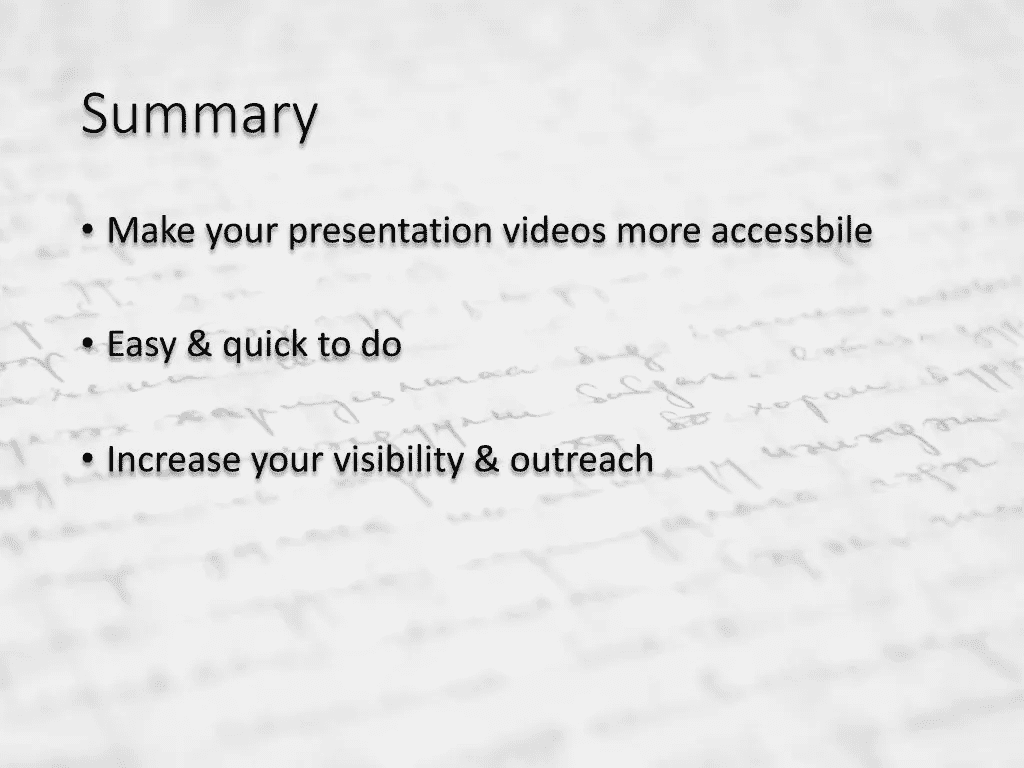 Summary
• Make your presentation videos more accessbile
• Easy & quick to do
• Increase your visibility & outreach